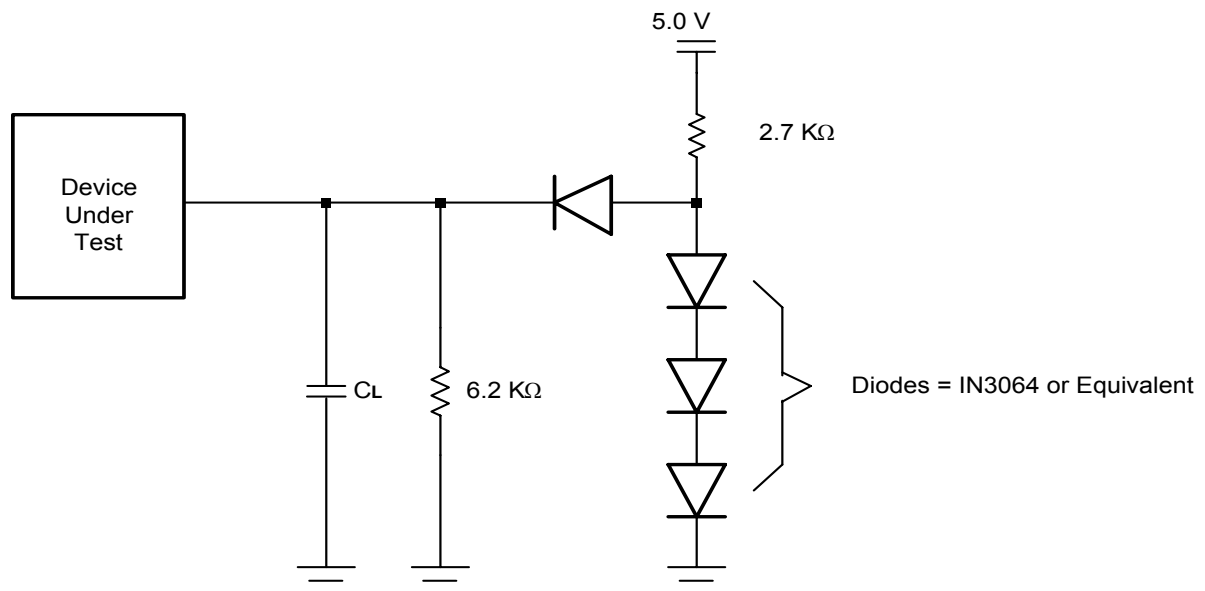 5.0 V
2.7 KΩ
Device
Under
Test
CL
6.2 KΩ
Diodes = IN3064 or Equivalent